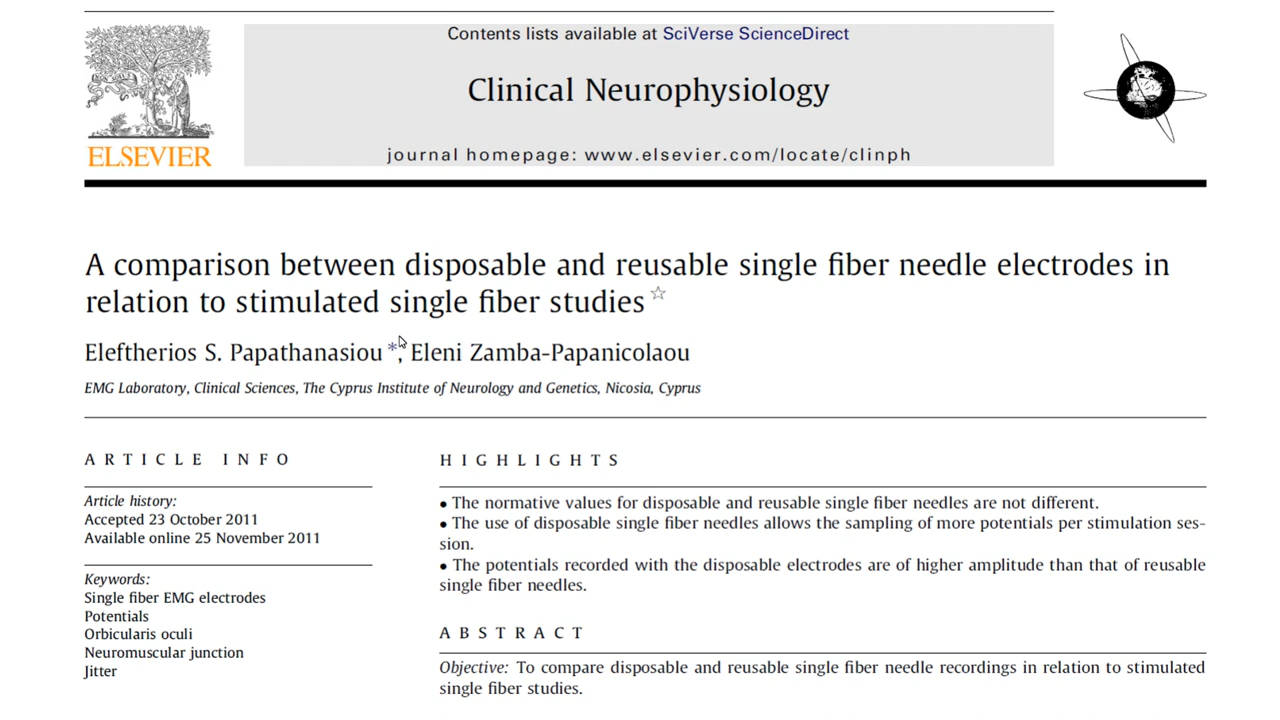 Contents lists available at SciVerse ScienceDirect
Clinical Neurophysiology
journal homepage: www.elsevier.com/locate/clinph
ELSEVIER
A comparison between disposable and reusable single fiber needle electrodes in
relation to stimulated single fiber studies ☆
Eleftherios S. Papathanasiou *, Eleni Zamba-Papanicolaou
EMG Laboratory, Clinical Sciences, The Cyprus Institute of Neurology and Genetics, Nicosia, Cyprus
ARTICLE INFO
Article history:
Accepted 23 October 2011
Available online 25 November 2011
Keywords:
Single fiber EMG electrodes
Potentials
Orbicularis oculi
Neuromuscular junction
Jitter
HIGHLIGHTS
• The normative values for disposable and reusable single fiber needles are not different.
• The use of disposable single fiber needles allows the sampling of more potentials per stimulation ses-
sion.
• The potentials recorded with the disposable electrodes are of higher amplitude than that of reusable
single fiber needles.
ABSTRACT
Objective: To compare disposable and reusable single fiber needle recordings in relation to stimulated
single fiber studies.